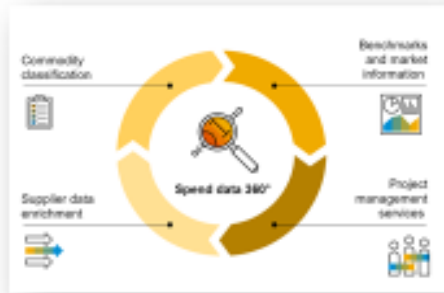 Commodity
classification
Benchmarks
and market
information
Spend data 360°
Supplier data
enrichment
Project
management
services